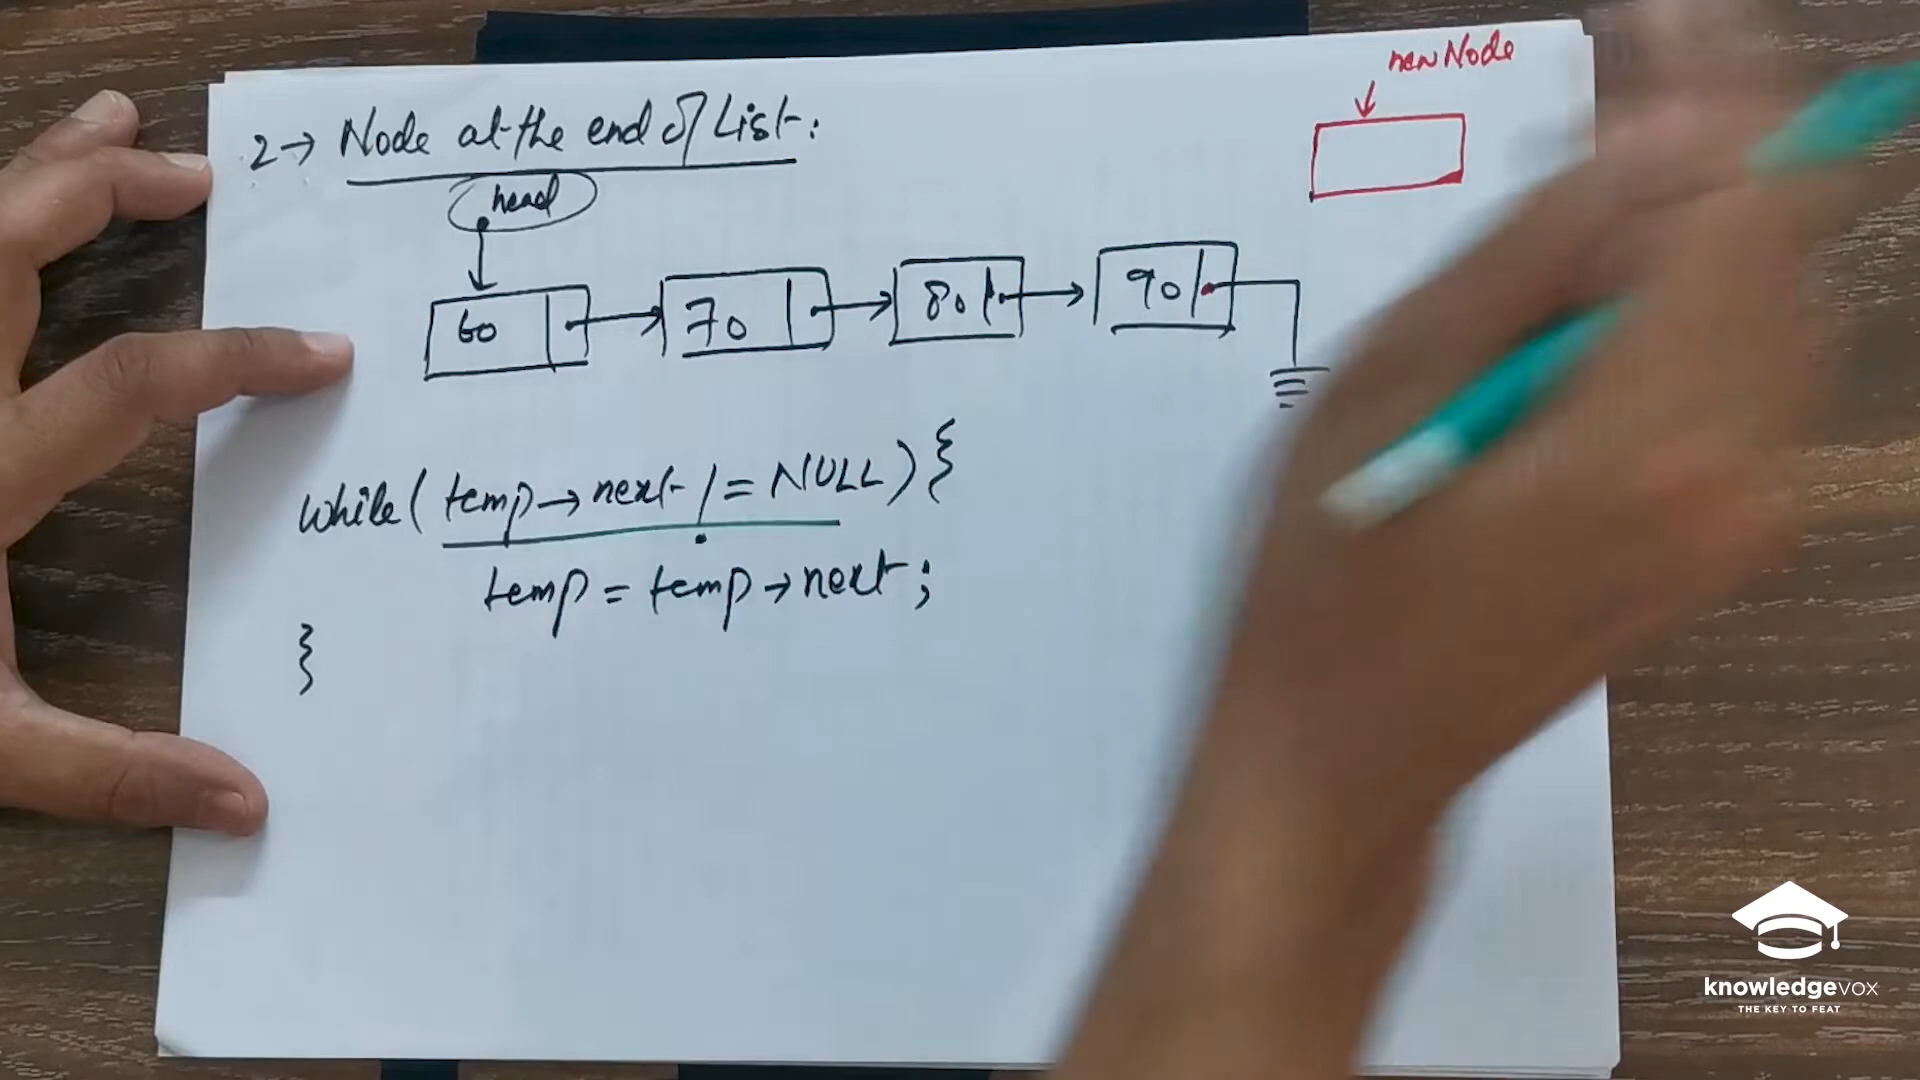 newNode
2→ Node at the end of List:
head
60 70 80 90
while(temp→next != NULL){
temp = temp→next;
}
knowledgevox
THE KEY TO FEAT